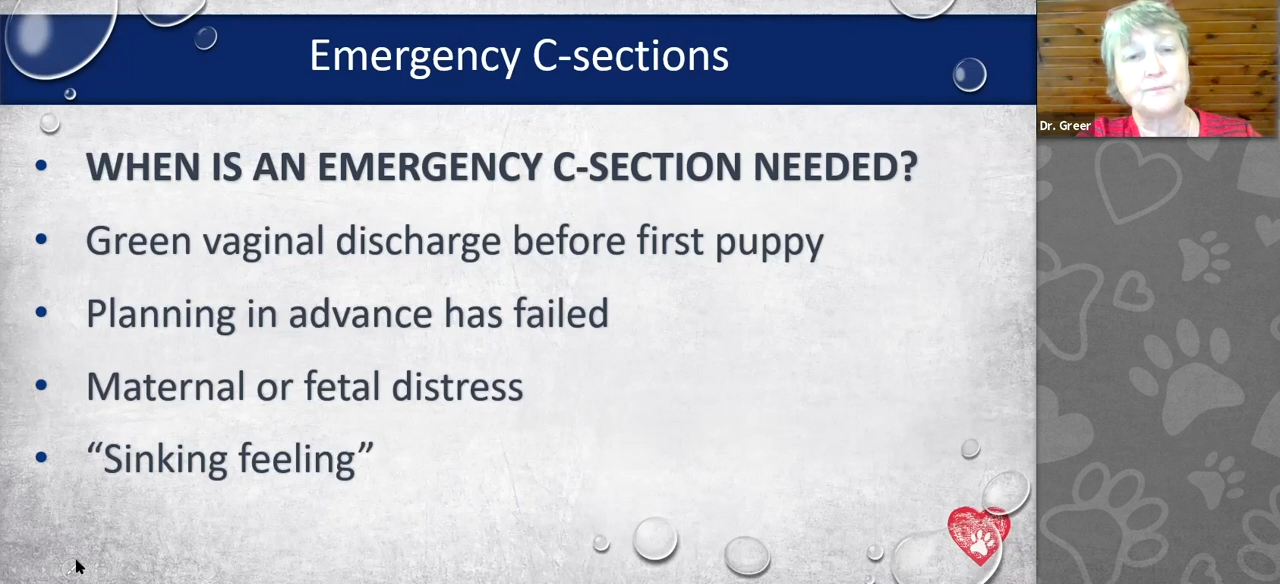 Emergency C-sections
Dr. Greer
• WHEN IS AN EMERGENCY C-SECTION NEEDED?
• Green vaginal discharge before first puppy
• Planning in advance has failed
• Maternal or fetal distress
• “Sinking feeling”